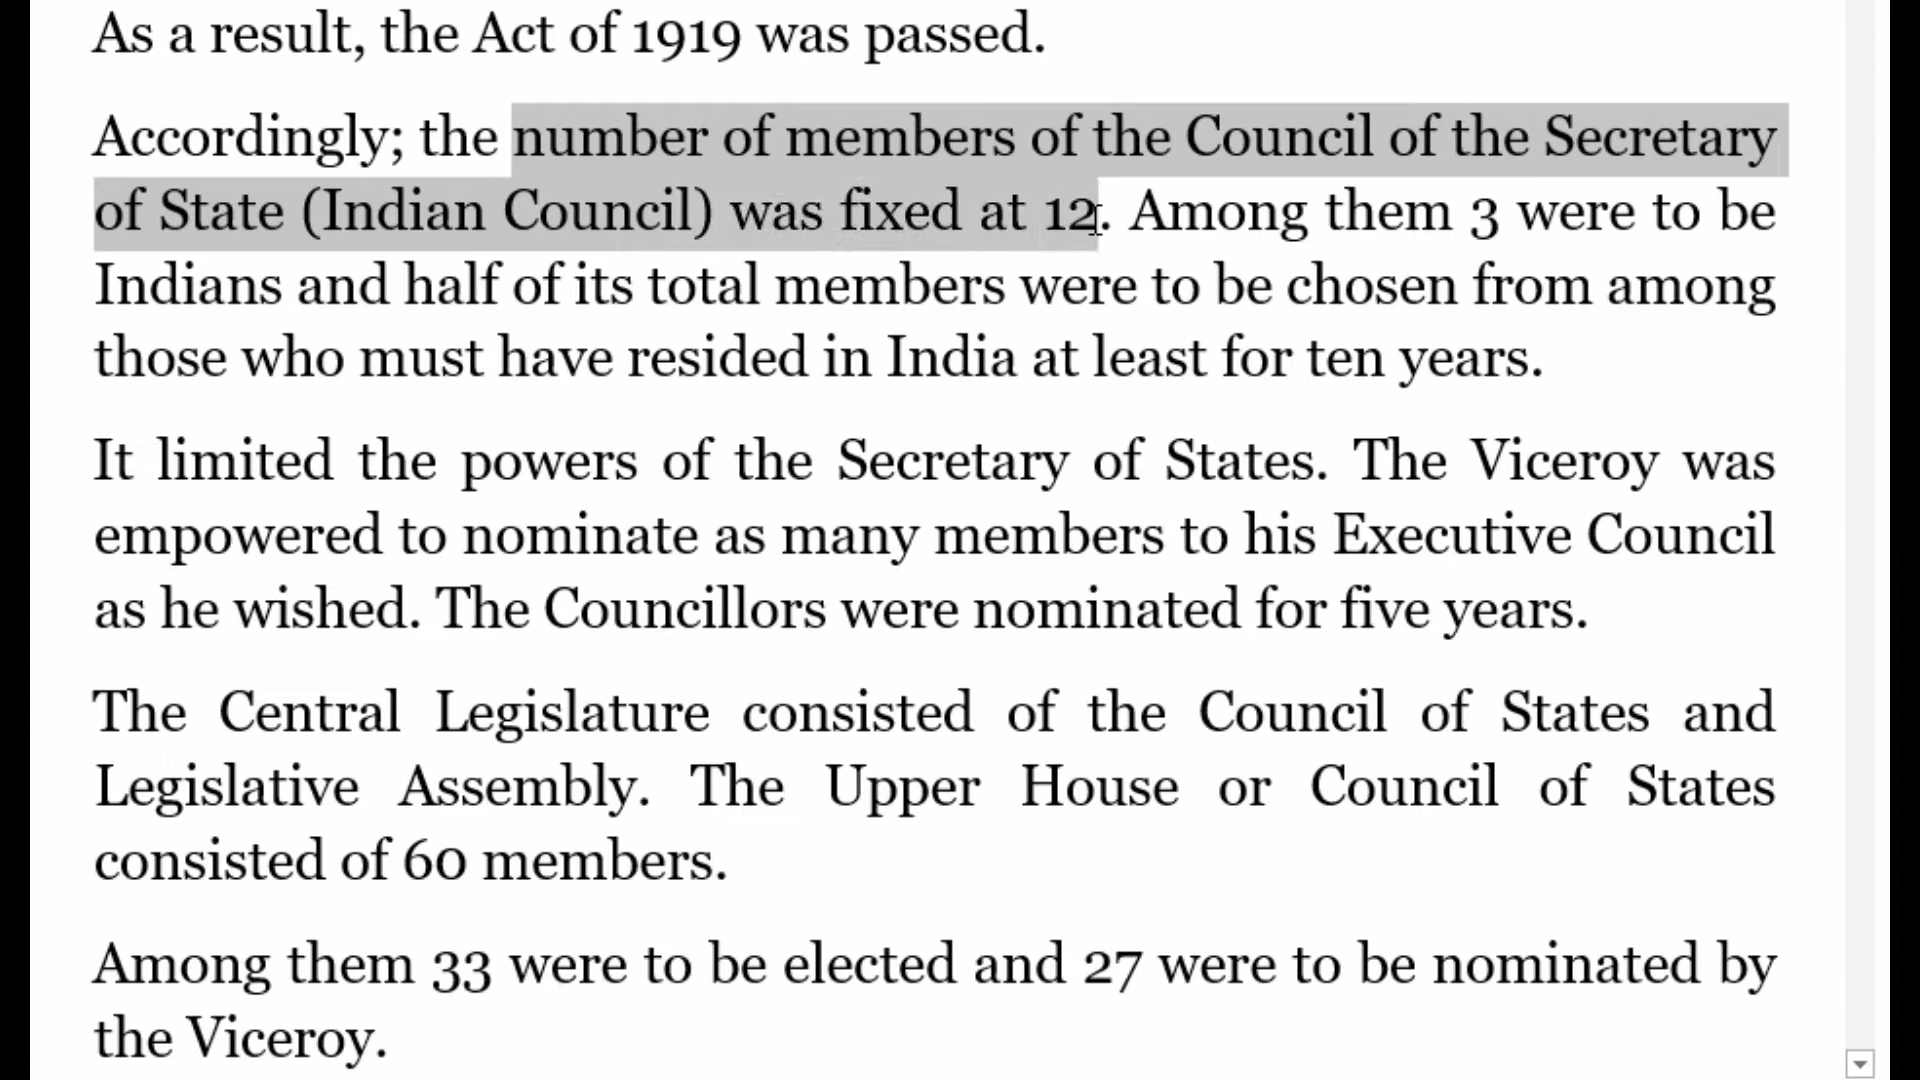 As a result, the Act of 1919 was passed.
Accordingly; the number of members of the Council of the Secretary
of State (Indian Council) was fixed at 12. Among them 3 were to be
Indians and half of its total members were to be chosen from among
those who must have resided in India at least for ten years.
It limited the powers of the Secretary of States. The Viceroy was
empowered to nominate as many members to his Executive Council
as he wished. The Councillors were nominated for five years.
The Central Legislature consisted of the Council of States and
Legislative Assembly. The Upper House or Council of States
consisted of 60 members.
Among them 33 were to be elected and 27 were to be nominated by
the Viceroy.